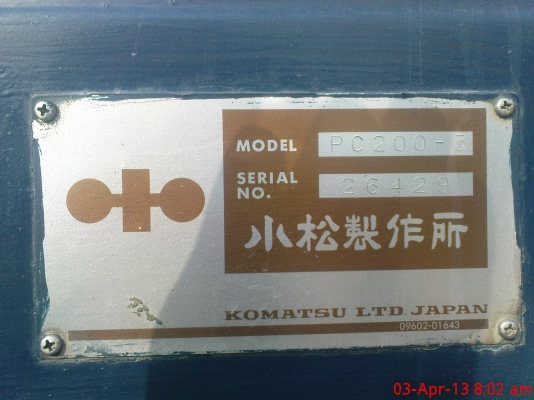 MODEL PC200-3
SERIAL NO. 26429
小松製作所
KOMATSU LTD. JAPAN
09602-01643
03-Apr-13 8:02 am